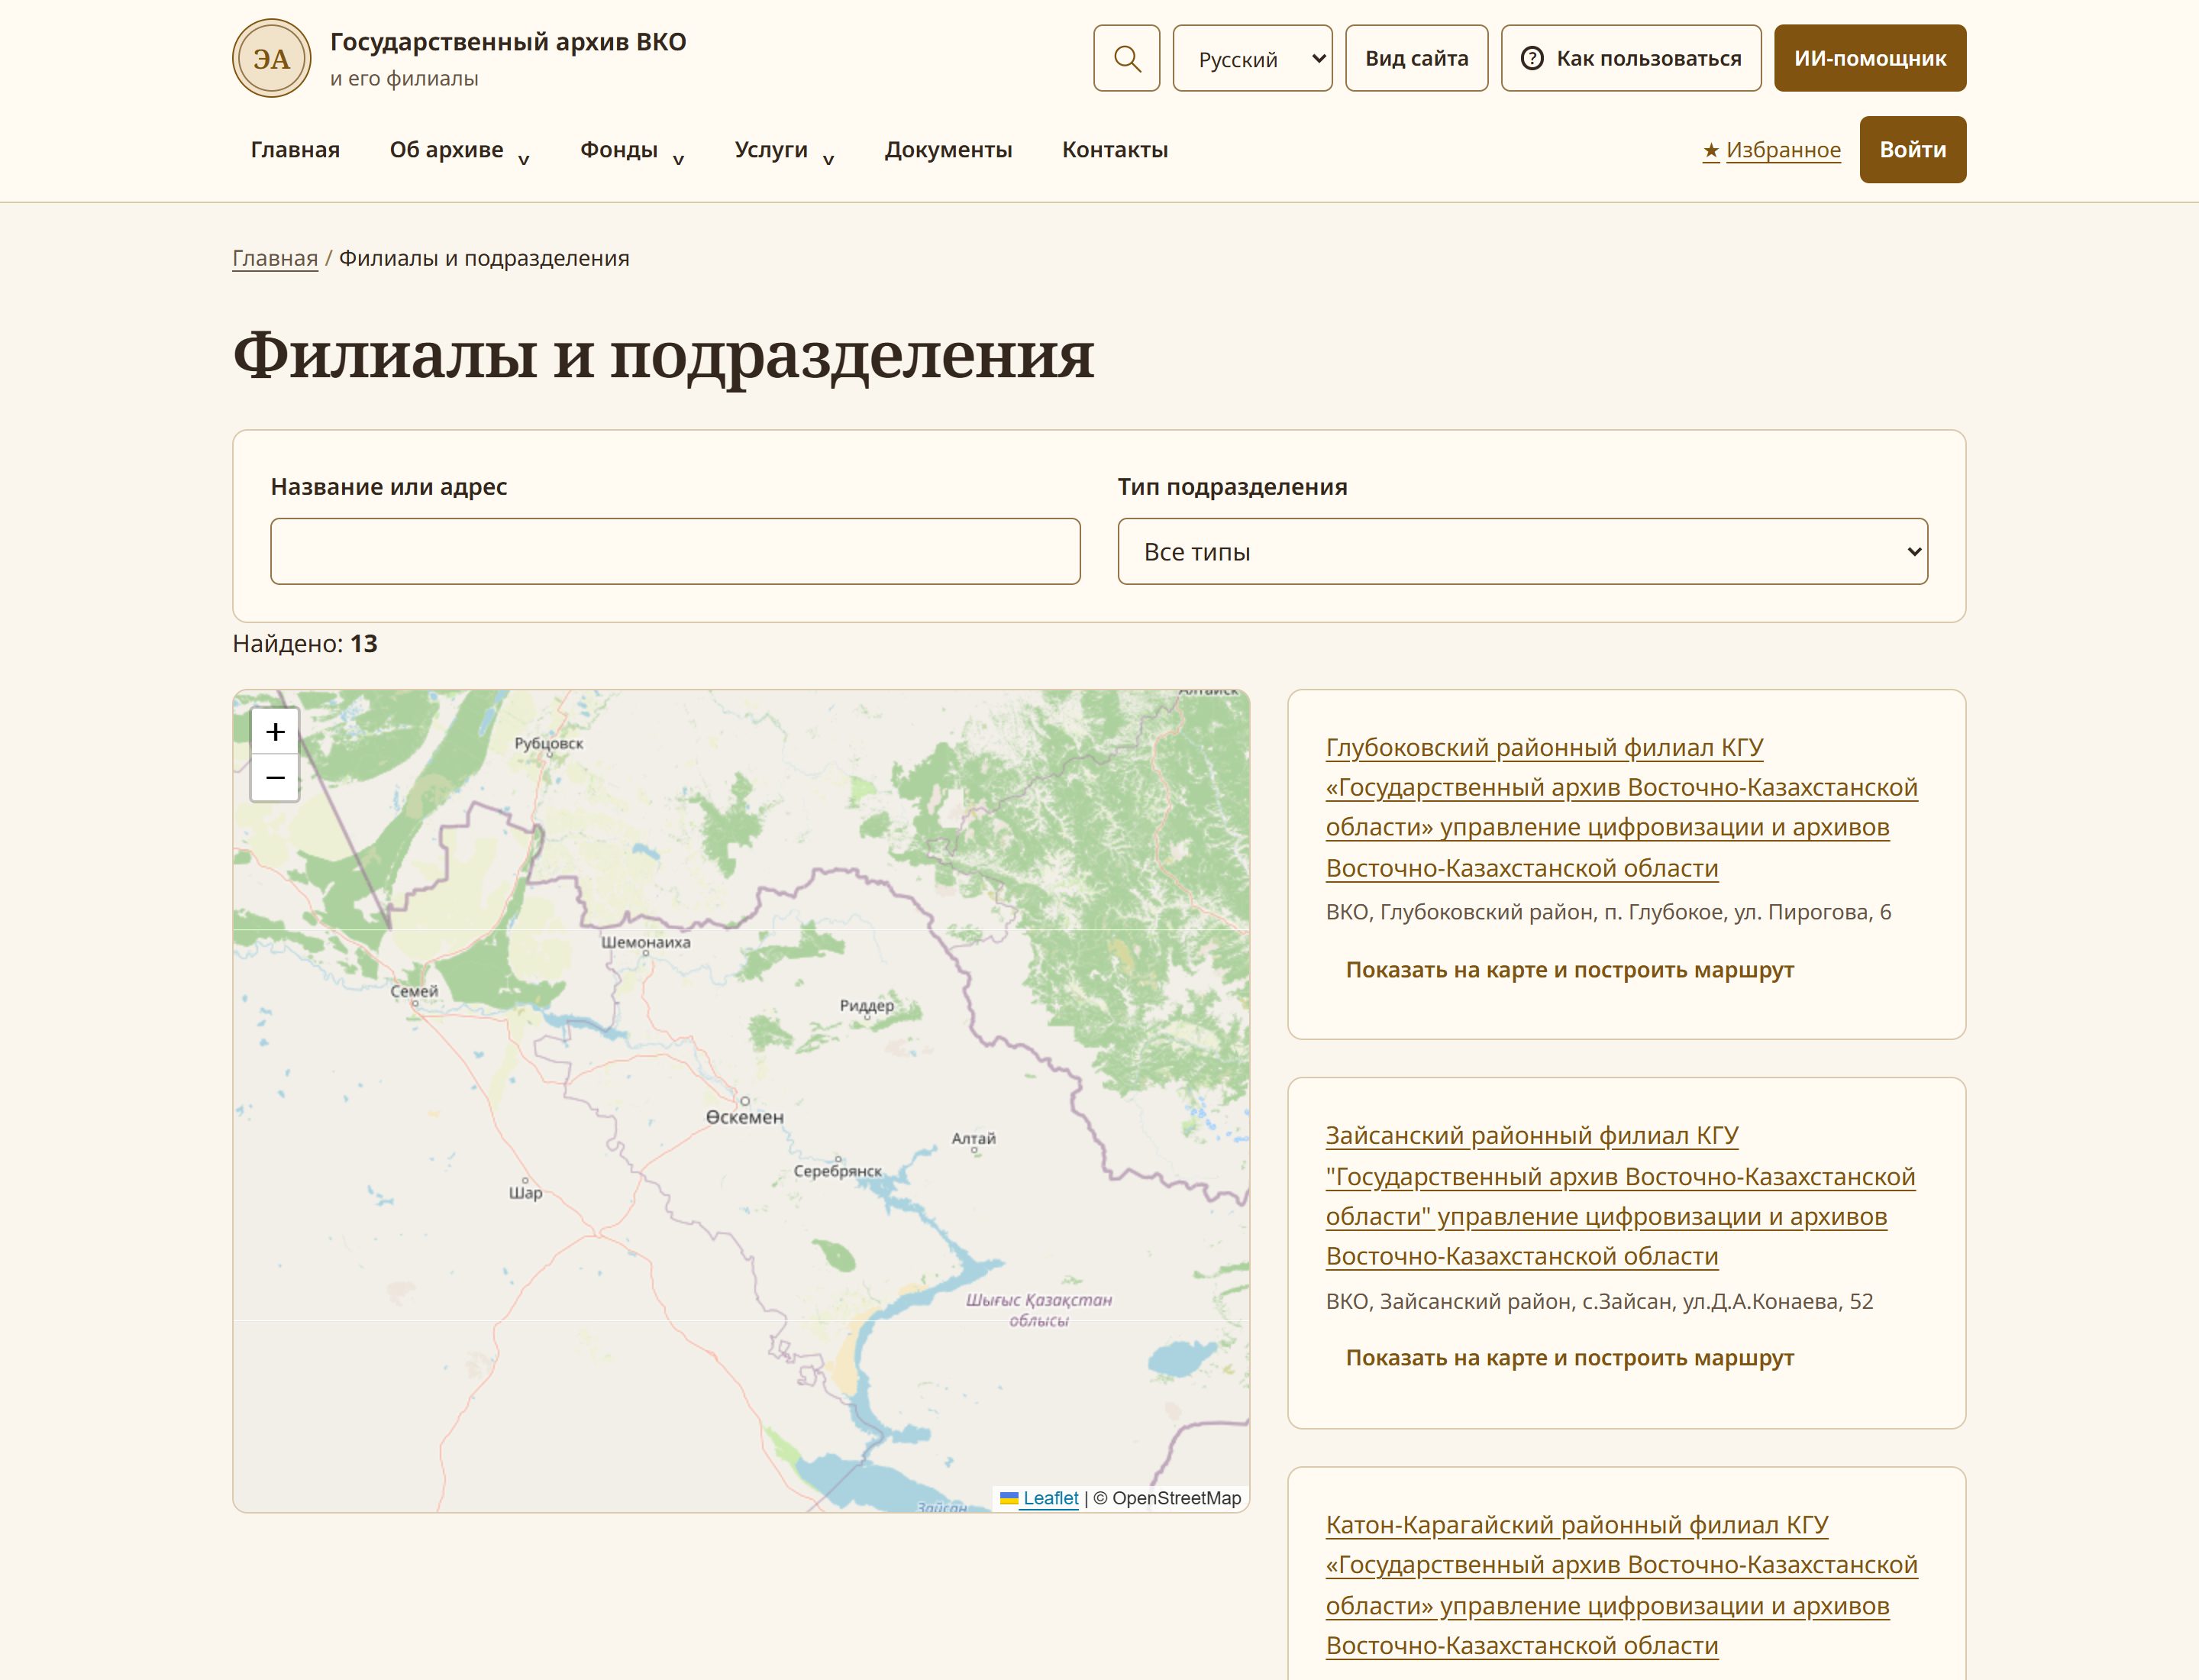 ЭА
Государственный архив ВКО
и его филиалы
Русский
Вид сайта
? Как пользоваться
ИИ-помощник
Главная
Об архиве
Фонды
Услуги
Документы
Контакты
★ Избранное
Войти
Главная / Филиалы и подразделения
Филиалы и подразделения
Название или адрес
Тип подразделения
Все типы
Найдено: 13
+
−
Алтайск
Рубцовск
Шемонаиха
Семей
Риддер
Өскемен
Алтай
Серебрянск
Шар
Шығыс Қазақстан
облысы
Зайсан
Leaflet | © OpenStreetMap
Глубоковский районный филиал КГУ
«Государственный архив Восточно-Казахстанской
области» управление цифровизации и архивов
Восточно-Казахстанской области
ВКО, Глубоковский район, п. Глубокое, ул. Пирогова, 6
Показать на карте и построить маршрут
Зайсанский районный филиал КГУ
"Государственный архив Восточно-Казахстанской
области" управление цифровизации и архивов
Восточно-Казахстанской области
ВКО, Зайсанский район, с.Зайсан, ул.Д.А.Конаева, 52
Показать на карте и построить маршрут
Катон-Карагайский районный филиал КГУ
«Государственный архив Восточно-Казахстанской
области» управление цифровизации и архивов
Восточно-Казахстанской области